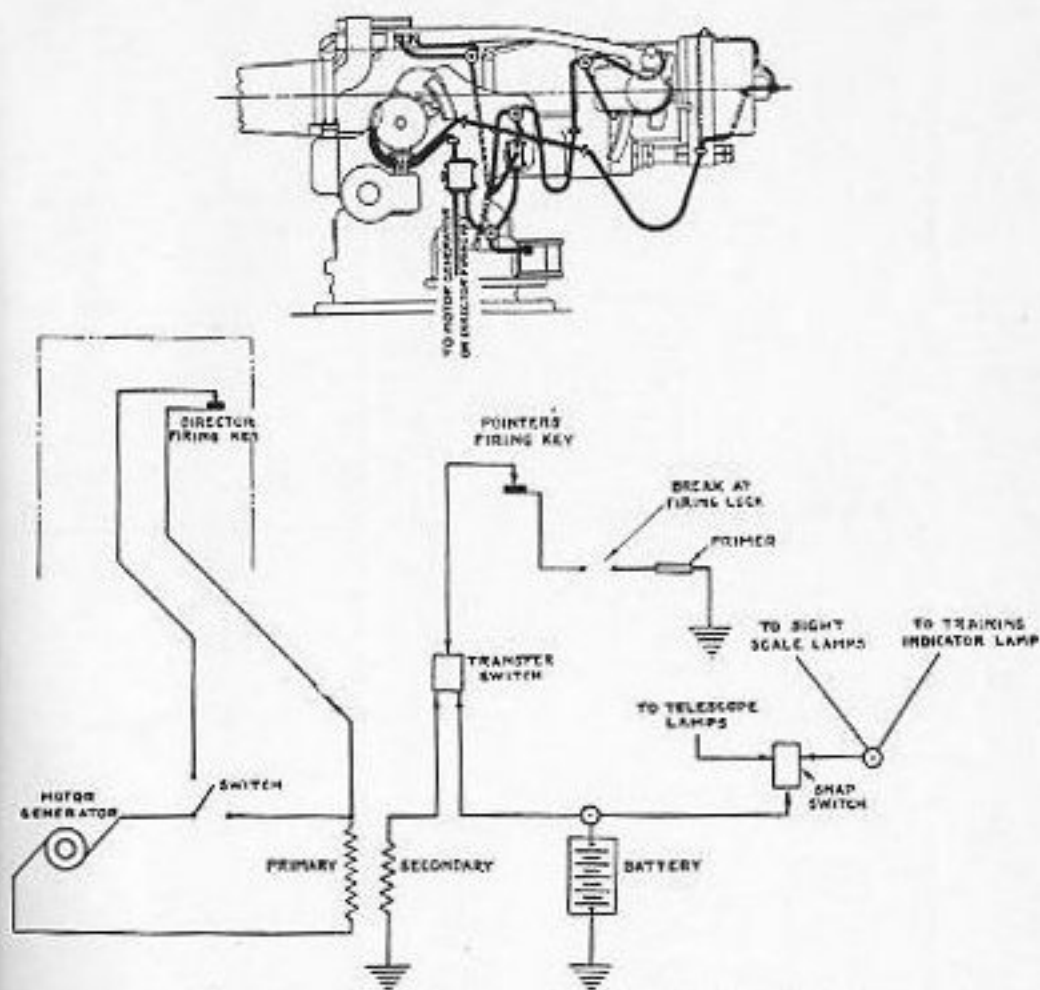 TO MOTOR GENERATOR
OR DIRECTOR FIRING KEY
DIRECTOR
FIRING KEY
POINTER'S
FIRING KEY
BREAK AT
FIRING LOCK
PRIMER
TO SIGHT
SCALE LAMPS
TO TRAINING
INDICATOR LAMP
TRANSFER
SWITCH
TO TELESCOPE
LAMPS
SNAP
SWITCH
SWITCH
MOTOR
GENERATOR
PRIMARY
SECONDARY
BATTERY